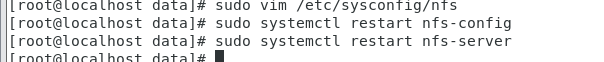 [root@localhost data]# sudo vim /etc/sysconfig/nfs
[root@localhost data]# sudo systemctl restart nfs-config
[root@localhost data]# sudo systemctl restart nfs-server
[root@localhost data]#